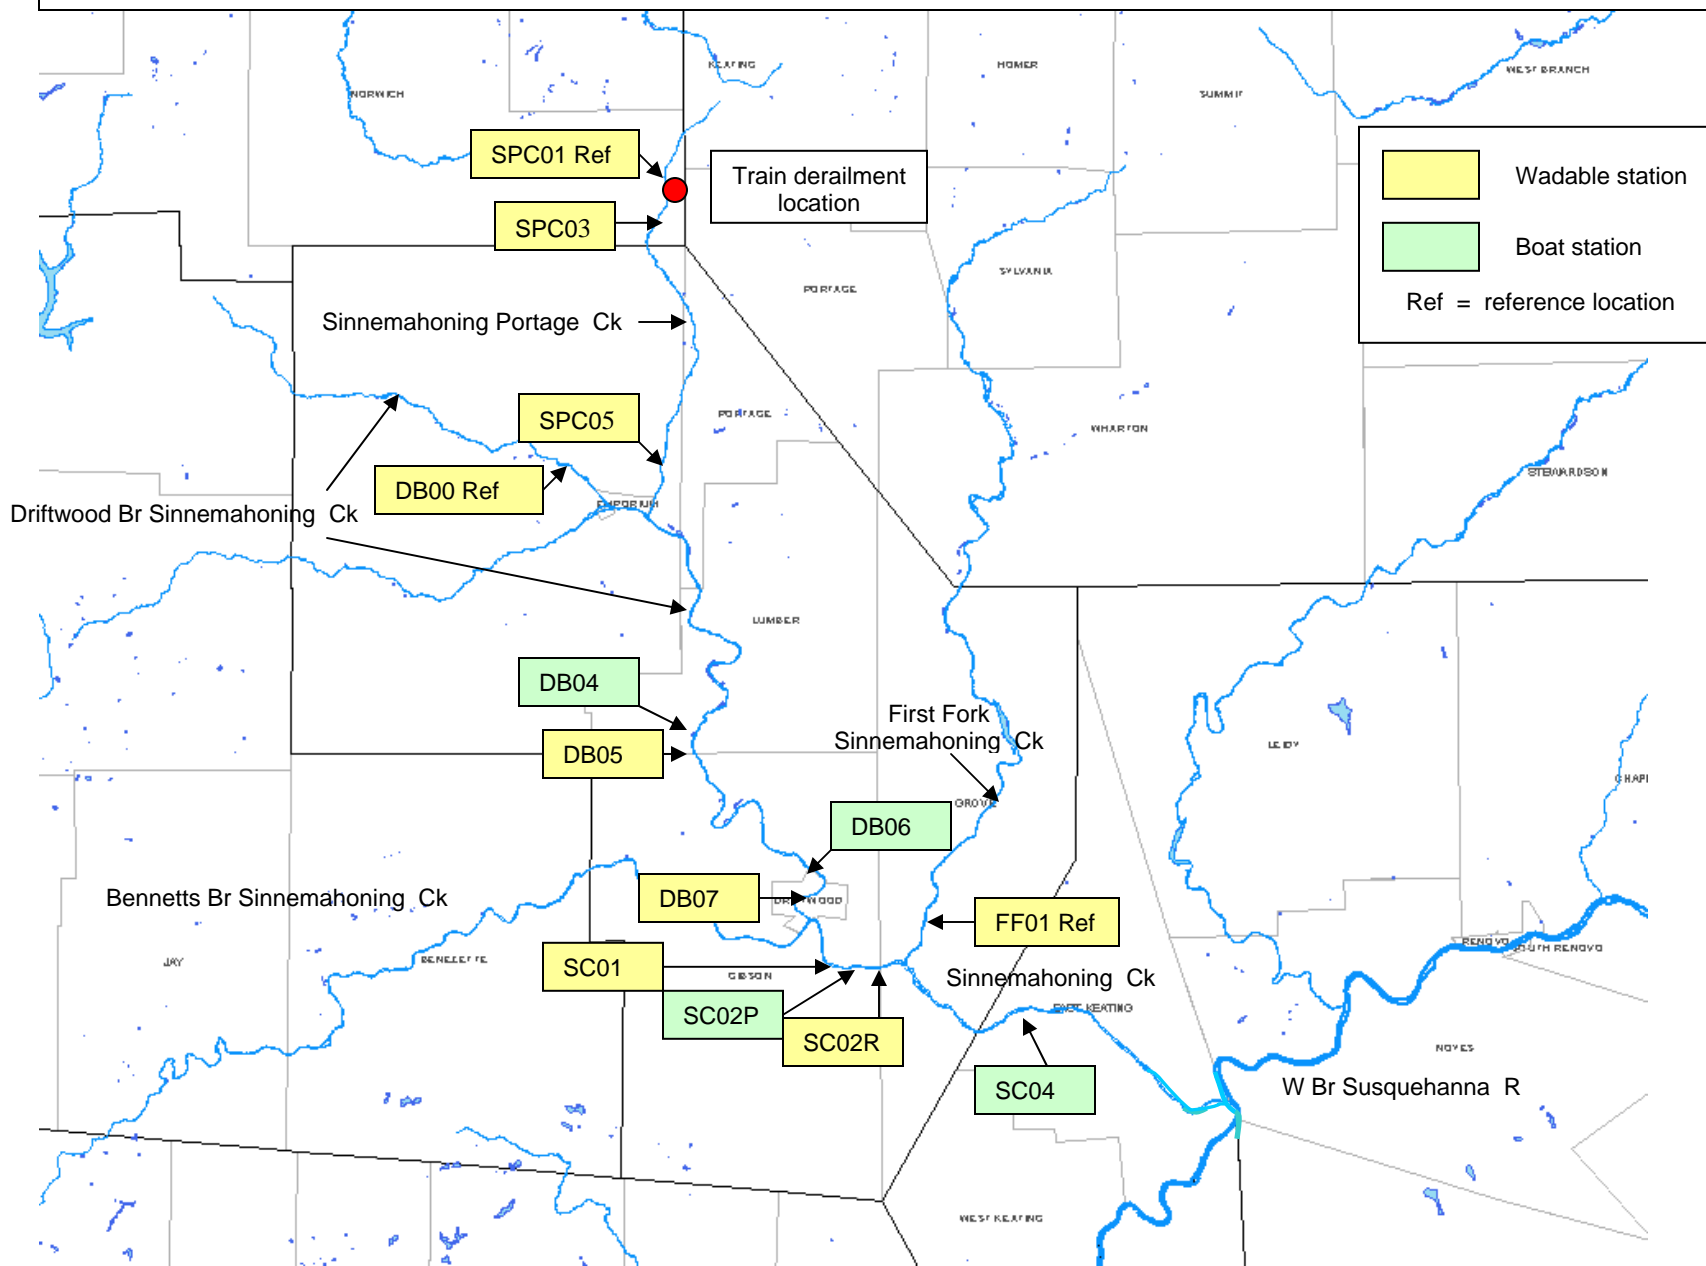 KEATING
HOMER
WEST BRANCH
NORWICH
SUMMIT
SPC01 Ref
Train derailment
location
Wadable station
SPC03
Boat station
SYLVANIA
PORTAGE
Ref = reference location
Sinnemahoning Portage Ck
SPC05
PORTAGE
WHARTON
DB00 Ref
STEWARDSON
EMPORIUM
Driftwood Br Sinnemahoning Ck
LUMBER
DB04
First Fork
Sinnemahoning Ck
LEIDY
DB05
CHAP
GROVE
DB06
Bennetts Br Sinnemahoning Ck
DB07
DRIFTWOOD
FF01 Ref
RENOVO
SOUTH RENOVO
JAY
BENEZETTE
SC01
GIBSON
Sinnemahoning Ck
SC02P
EAST KEATING
SC02R
NOYES
SC04
W Br Susquehanna R
WEST KEATING